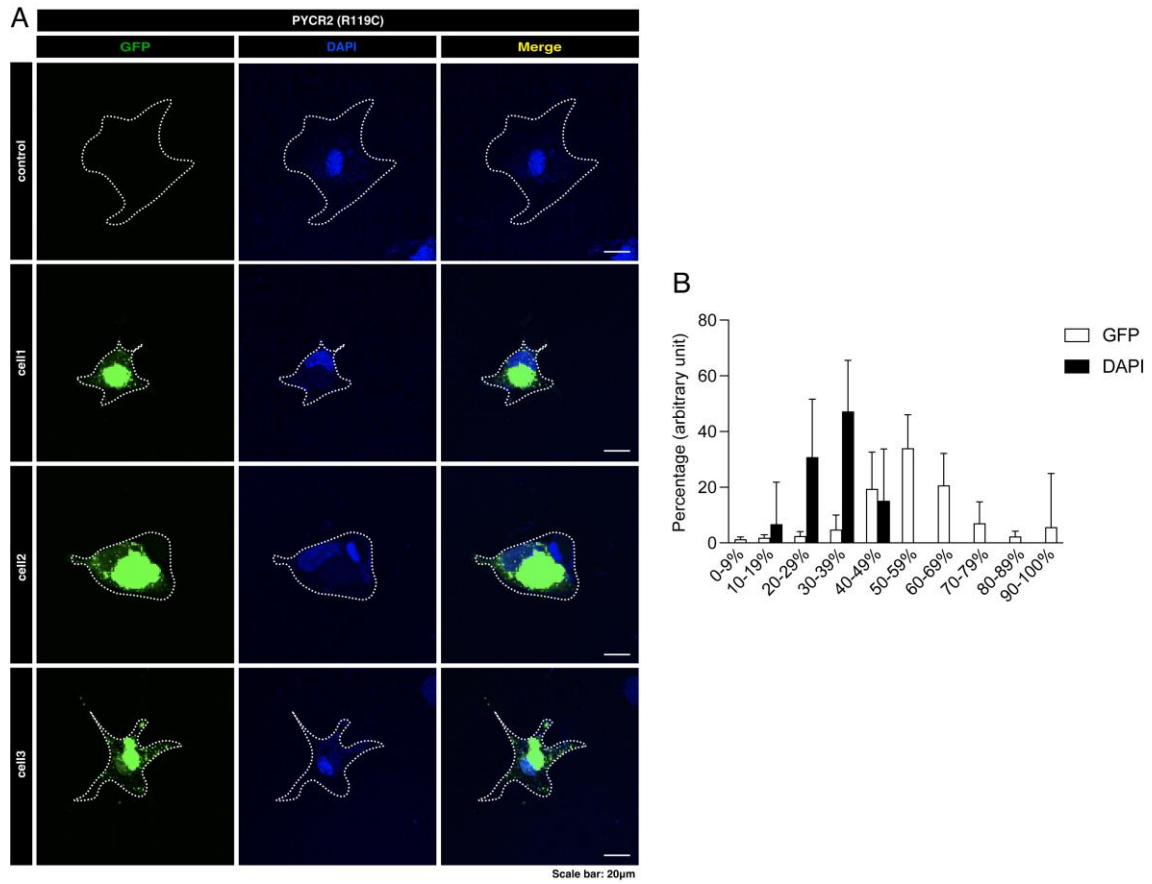 A
PYCR2 (R119C)
GFP DAPI Merge
control
cell1
cell2
cell3
Scale bar: 20μm
B
Percentage (arbitrary unit)
80
60
40
20
0
0-9% 10-19% 20-29% 30-39% 40-49% 50-59% 60-69% 70-79% 80-89% 90-100%
GFP
DAPI